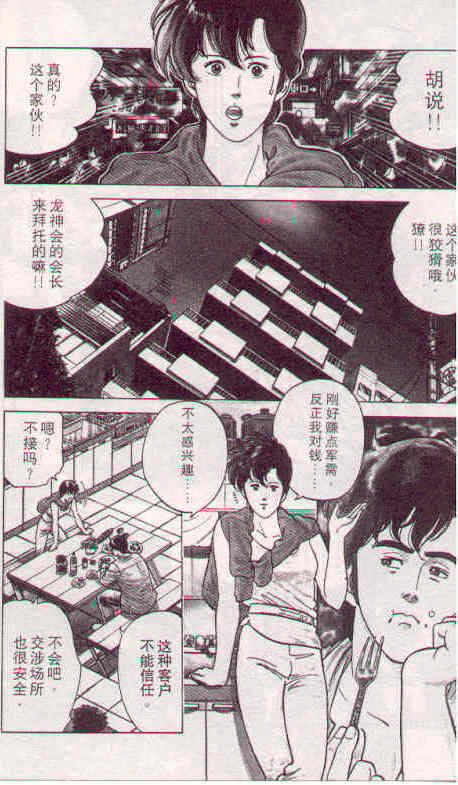 胡说!!
真的?
这个家伙!!
这个家伙
很狡猾哦.
獠!!
龙神会的会长
来拜托的嘛!!
刚好赚点军需
反正我对钱……
不太感兴趣……
嗯?
不接吗?
这种客户
不能信任。
不会吧.
交涉场所
也很安全.